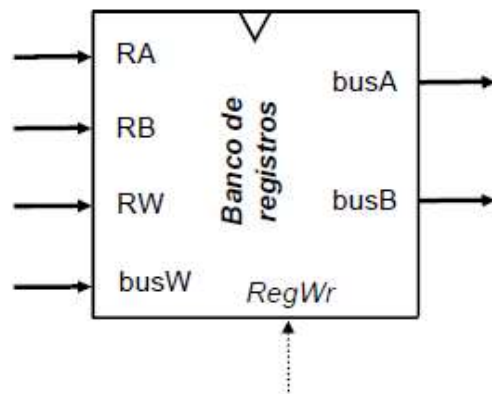 RA
RB
RW
busW
Banco de
registros
busA
busB
RegWr